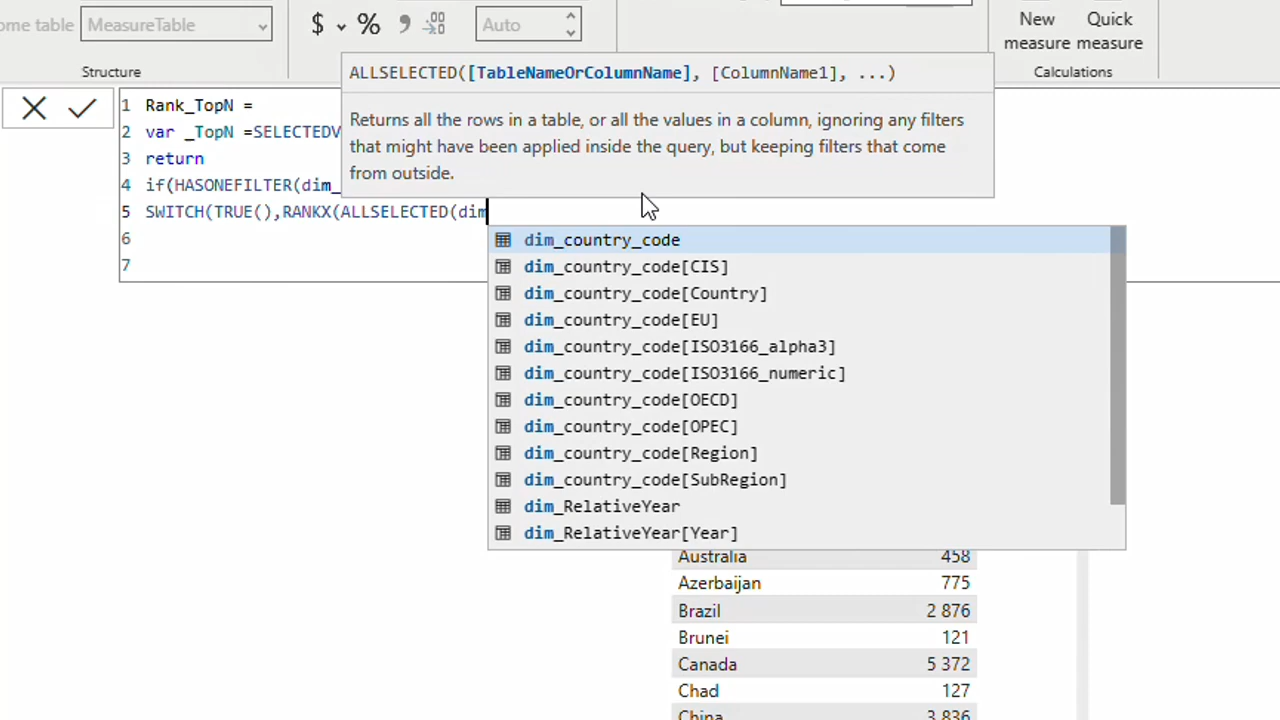 ome table MeasureTable
$ % Auto
New measure
Quick measure
Structure
Calculations
ALLSELECTED([TableNameOrColumnName], [ColumnName1], ...)
Returns all the rows in a table, or all the values in a column, ignoring any filters
that might have been applied inside the query, but keeping filters that come
from outside.
1 Rank_TopN =
2 var _TopN =SELECTEDV
3 return
4 if(HASONEFILTER(dim_
5 SWITCH(TRUE(),RANKX(ALLSELECTED(dim
6
7
dim_country_code
dim_country_code[CIS]
dim_country_code[Country]
dim_country_code[EU]
dim_country_code[ISO3166_alpha3]
dim_country_code[ISO3166_numeric]
dim_country_code[OECD]
dim_country_code[OPEC]
dim_country_code[Region]
dim_country_code[SubRegion]
dim_RelativeYear
dim_RelativeYear[Year]
Australia 458
Azerbaijan 775
Brazil 2 876
Brunei 121
Canada 5 372
Chad 127
China 3 836